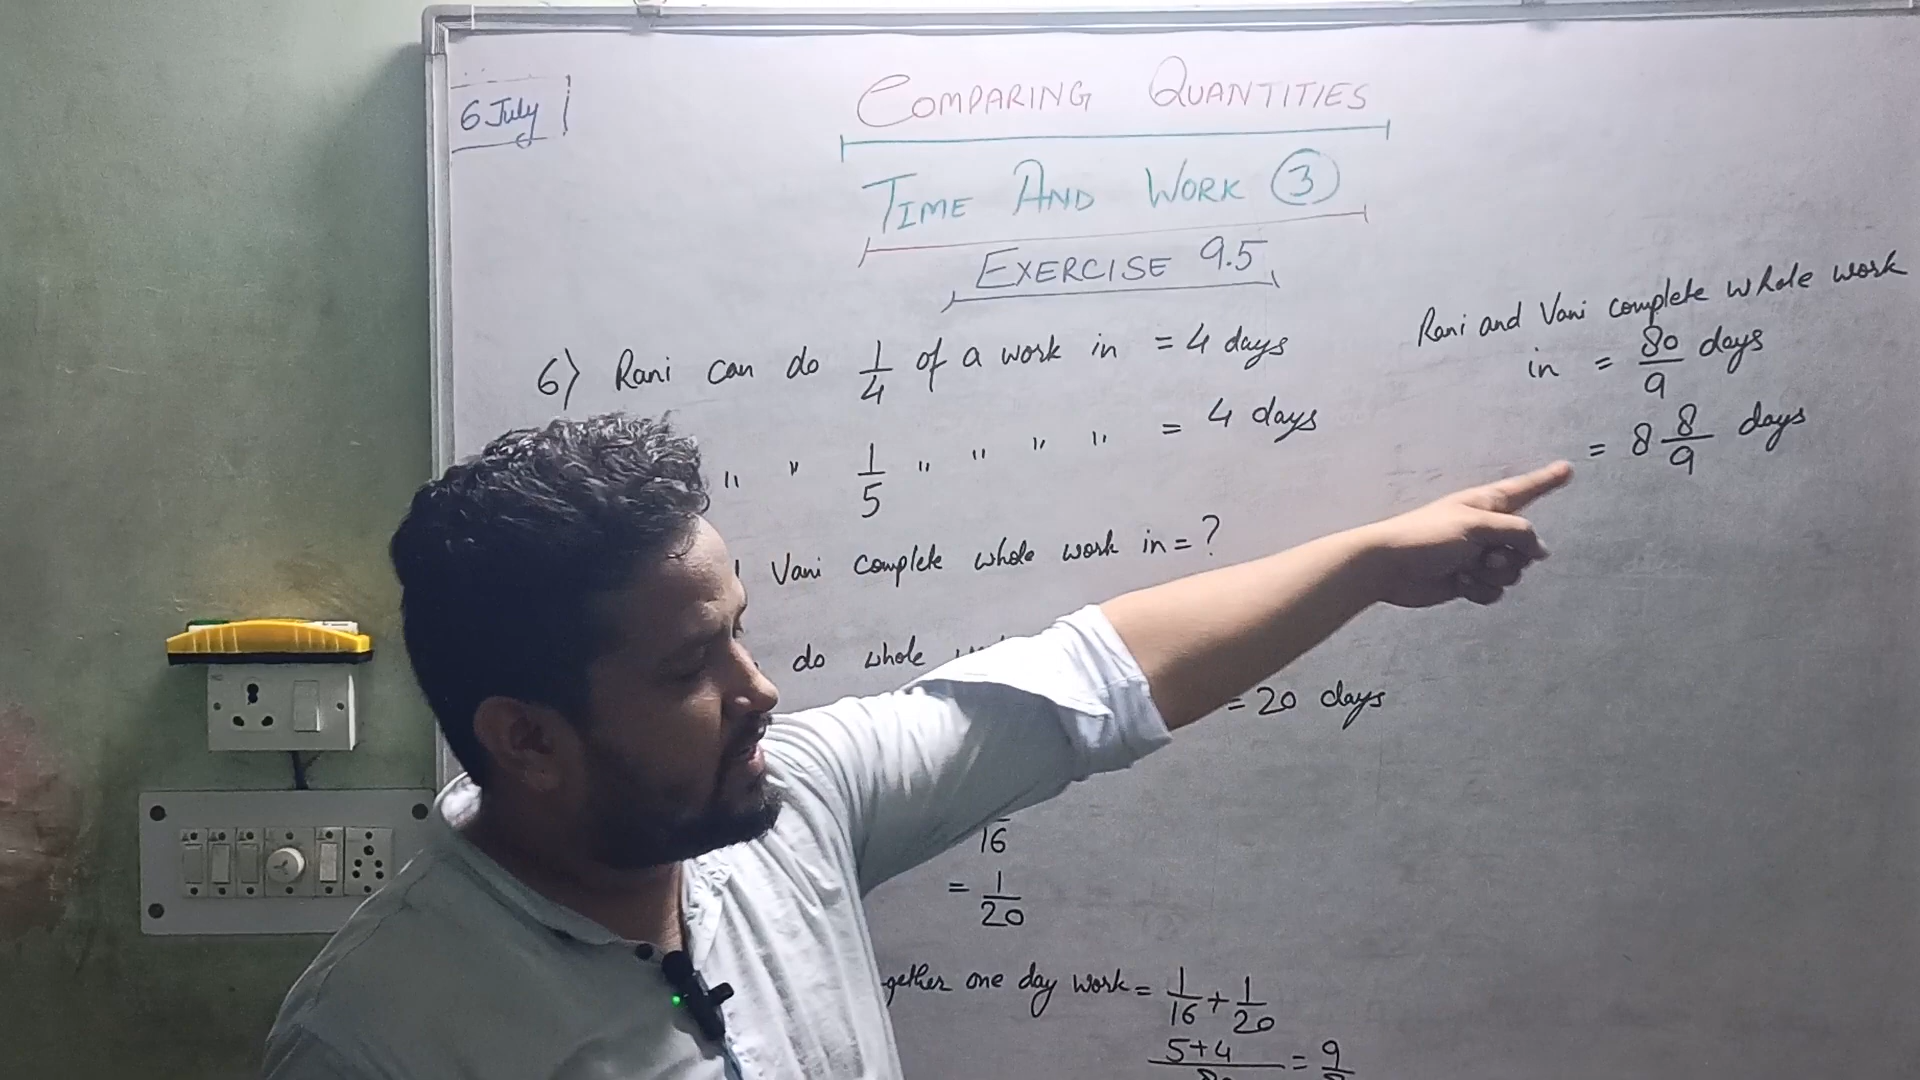 6 July
COMPARING QUANTITIES
TIME AND WORK 3
EXERCISE 9.5
6) Rani can do 1/4 of a work in = 4 days
" " 1/5 " " " " = 4 days
Vani complete whole work in = ?
do whole
= 20 days
16
= 1/20
gether one day work = 1/16 + 1/20
5+4 = 9
Rani and Vani complete whole work
in = 80/9 days
= 8 8/9 days